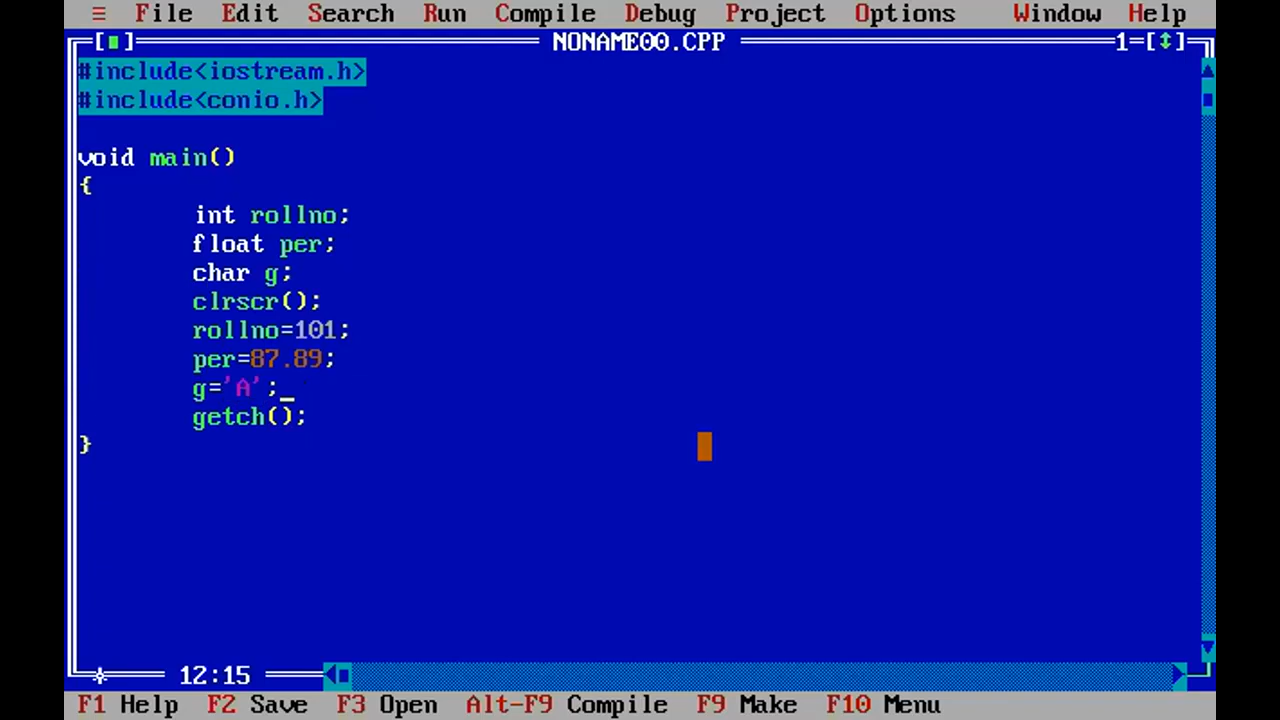 ≡ File Edit Search Run Compile Debug Project Options Window Help
[■] NONAME00.CPP 1=[↕]
#include<iostream.h>
#include<conio.h>
void main()
{
int rollno;
float per;
char g;
clrscr();
rollno=101;
per=87.89;
g='A';_
getch();
}
12:15
F1 Help F2 Save F3 Open Alt-F9 Compile F9 Make F10 Menu